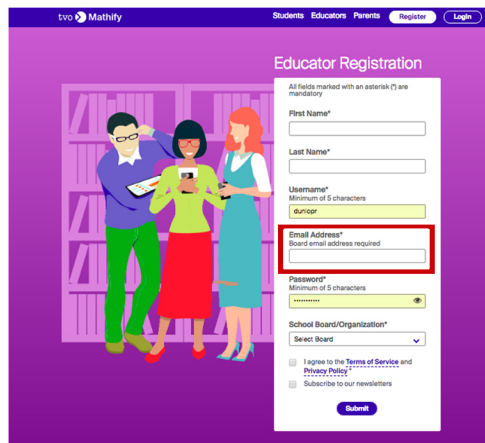 tvo Mathify
Students Educators Parents Register Login
Educator Registration
All fields marked with an asterisk (*) are
mandatory
First Name*
Last Name*
Username*
Minimum of 5 characters
dunlopr
Email Address*
Board email address required
Password*
Minimum of 5 characters
•••••••••••
School Board/Organization*
Select Board
I agree to the Terms of Service and
Privacy Policy*
Subscribe to our newsletters
Submit